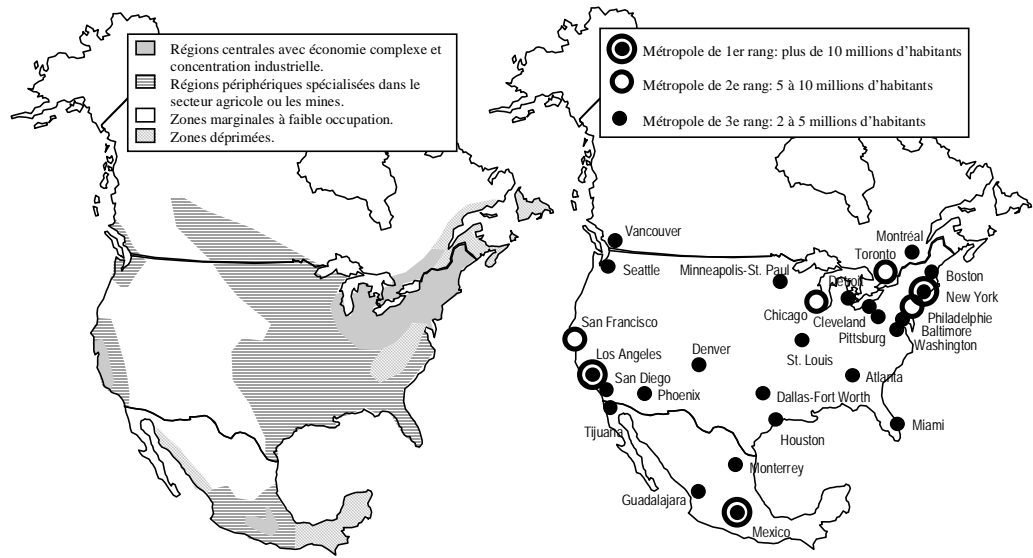 Régions centrales avec économie complexe et
concentration industrielle.
Régions périphériques spécialisées dans le
secteur agricole ou les mines.
Zones marginales à faible occupation.
Zones déprimées.
Métropole de 1er rang: plus de 10 millions d'habitants
Métropole de 2e rang: 5 à 10 millions d'habitants
Métropole de 3e rang: 2 à 5 millions d'habitants
Vancouver
Seattle
Minneapolis-St. Paul
Montréal
Toronto
Detroit
Boston
New York
Chicago
Cleveland
Philadelphie
Pittsburg
Baltimore
Washington
San Francisco
Los Angeles
San Diego
Denver
St. Louis
Phoenix
Atlanta
Dallas-Fort Worth
Tijuana
Houston
Miami
Monterrey
Guadalajara
Mexico